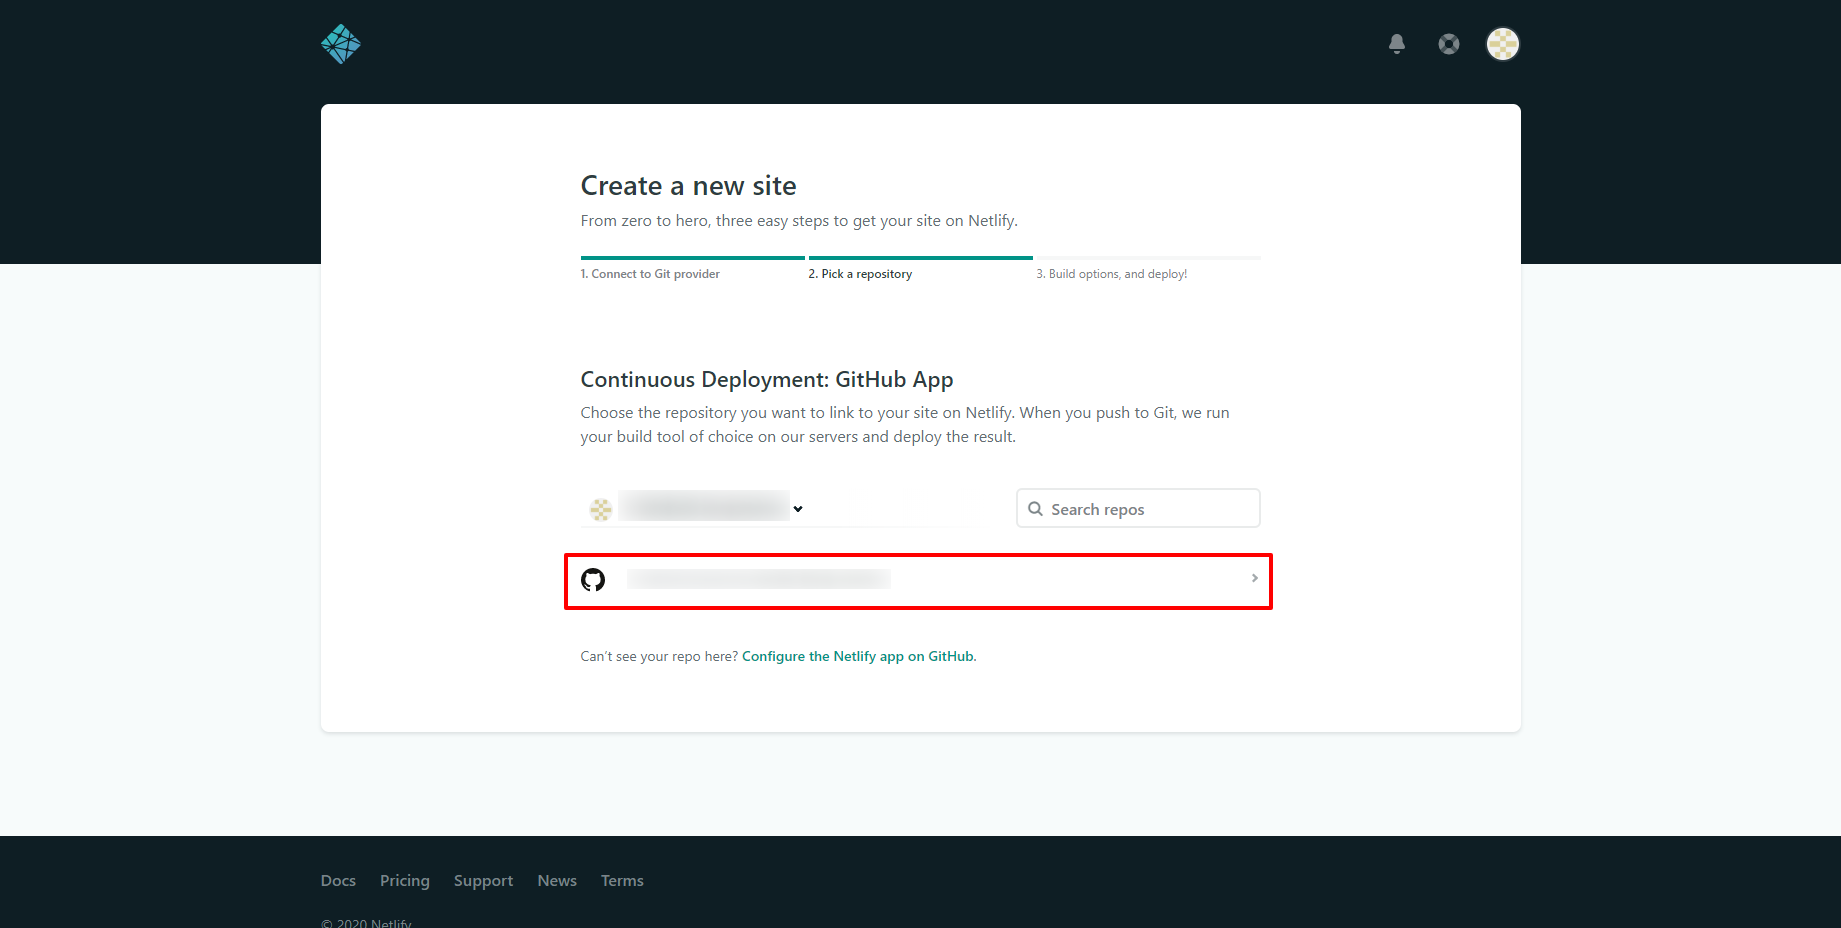 Create a new site
From zero to hero, three easy steps to get your site on Netlify.
1. Connect to Git provider
2. Pick a repository
3. Build options, and deploy!
Continuous Deployment: GitHub App
Choose the repository you want to link to your site on Netlify. When you push to Git, we run
your build tool of choice on our servers and deploy the result.
Search repos
Can't see your repo here? Configure the Netlify app on GitHub.
Docs Pricing Support News Terms
© 2020 Netlify